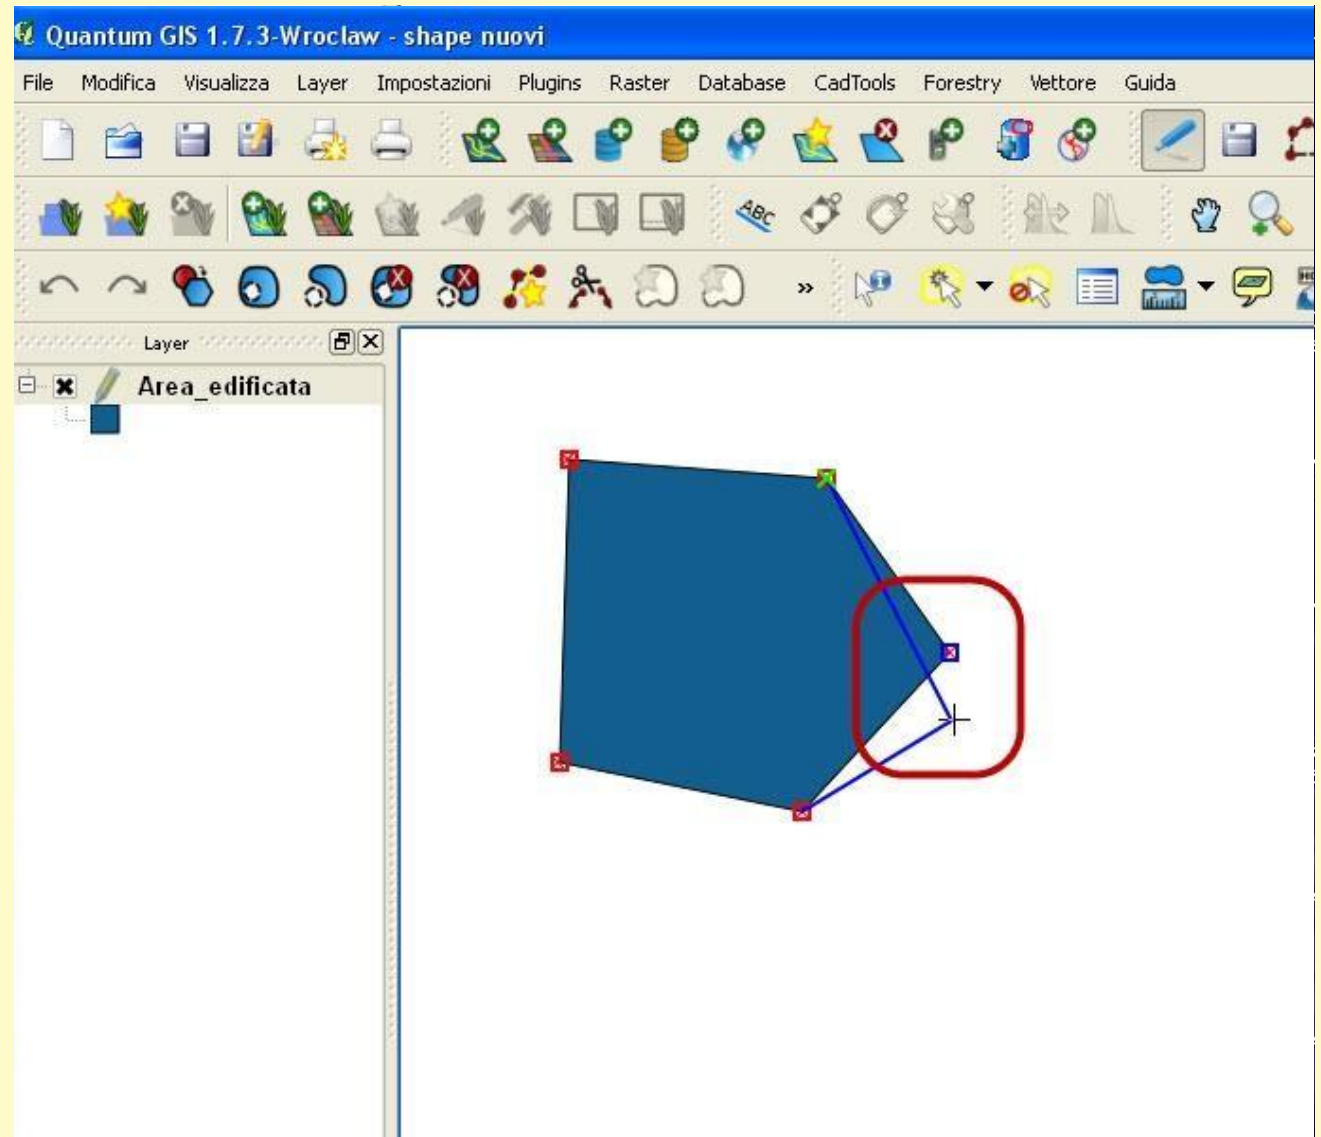 Quantum GIS 1.7.3-Wroclaw - shape nuovi
File Modifica Visualizza Layer Impostazioni Plugins Raster Database CadTools Forestry Vettore Guida
ABC
»
Layer
Area_edificata